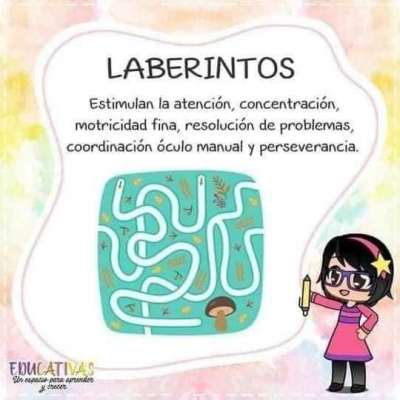 LABERINTOS
Estimulan la atención, concentración,
motricidad fina, resolución de problemas,
coordinación óculo manual y perseverancia.
EDUCATIVAS
Un espacio para aprender
y crecer